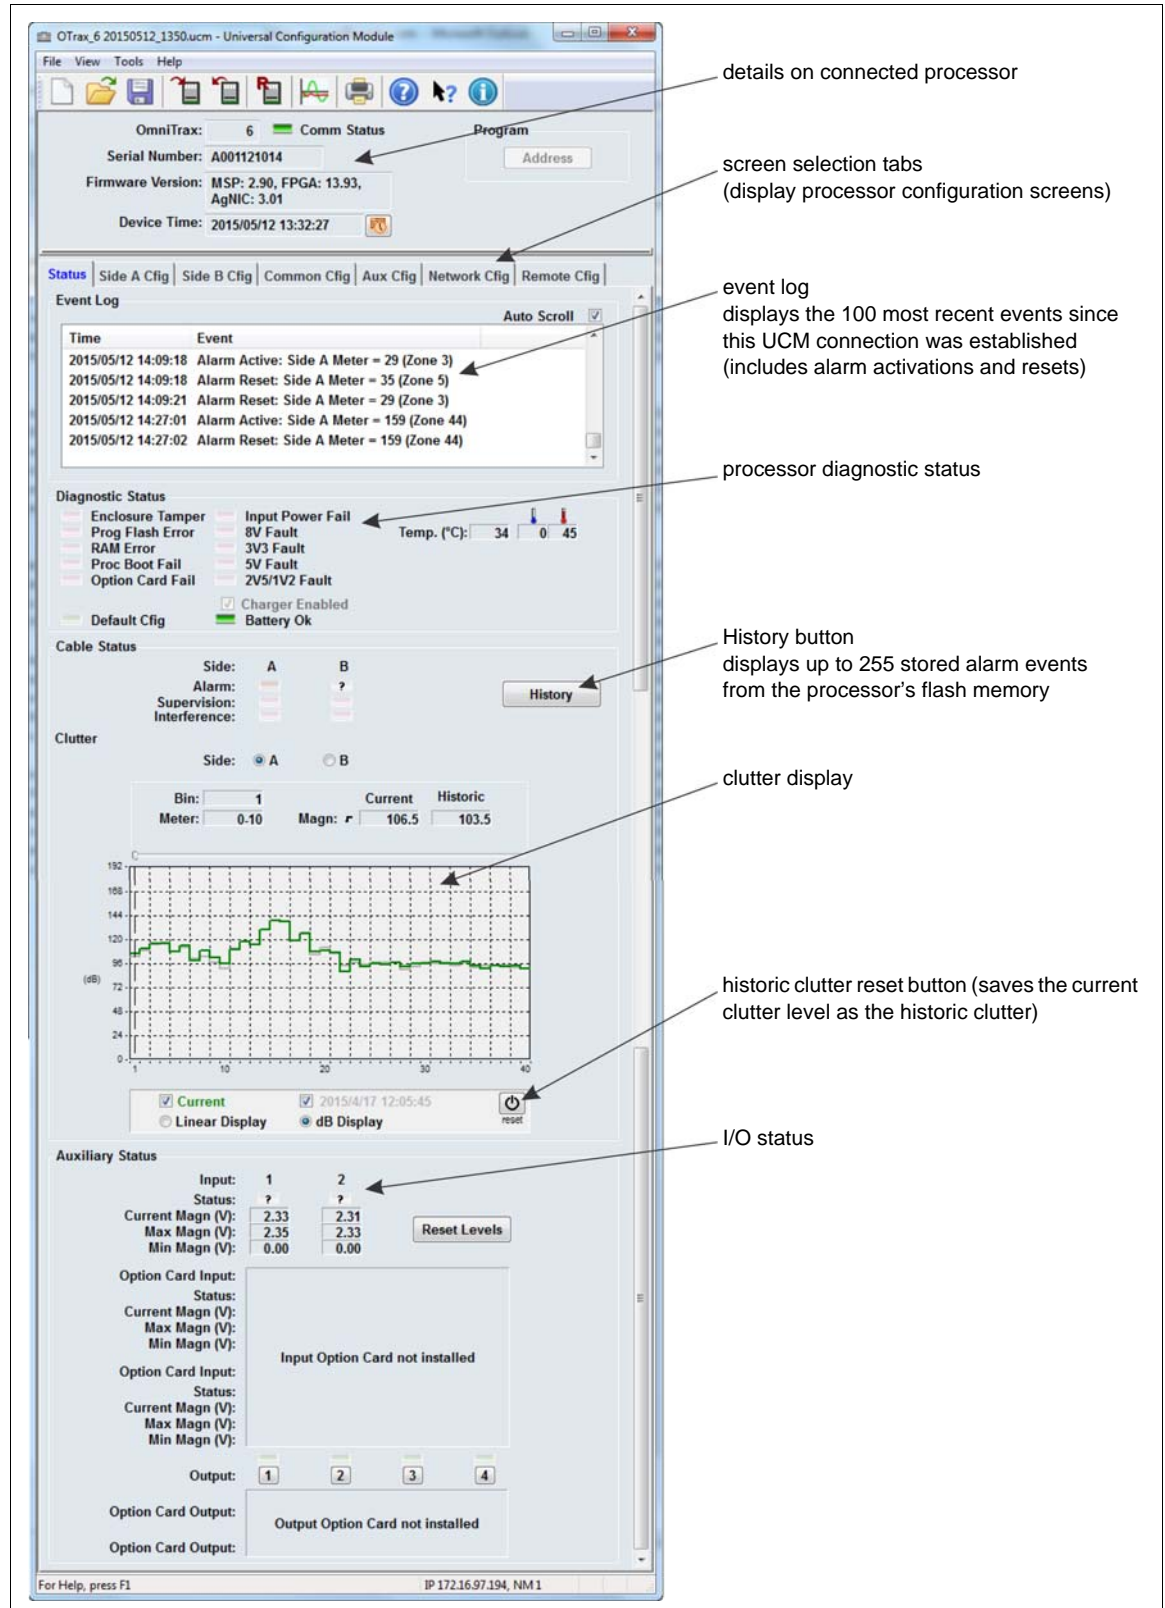 OTrax_6 20150512_1350.ucm - Universal Configuration Module
File View Tools Help
OmniTrax: 6 Comm Status
Program
Serial Number: A001121014
Address
Firmware Version: MSP: 2.90, FPGA: 13.93,
AgNIC: 3.01
Device Time: 2015/05/12 13:32:27
details on connected processor
screen selection tabs
(display processor configuration screens)
Status Side A Cfig Side B Cfig Common Cfig Aux Cfig Network Cfig Remote Cfig
Event Log
Auto Scroll
Time Event
2015/05/12 14:09:18 Alarm Active: Side A Meter = 29 (Zone 3)
2015/05/12 14:09:18 Alarm Reset: Side A Meter = 35 (Zone 5)
2015/05/12 14:09:21 Alarm Reset: Side A Meter = 29 (Zone 3)
2015/05/12 14:27:01 Alarm Active: Side A Meter = 159 (Zone 44)
2015/05/12 14:27:02 Alarm Reset: Side A Meter = 159 (Zone 44)
event log
displays the 100 most recent events since
this UCM connection was established
(includes alarm activations and resets)
processor diagnostic status
Diagnostic Status
Enclosure Tamper Input Power Fail
Prog Flash Error 8V Fault Temp. (°C): 34 0 45
RAM Error 3V3 Fault
Proc Boot Fail 5V Fault
Option Card Fail 2V5/1V2 Fault
Charger Enabled
Default Cfig Battery Ok
Cable Status
Side: A B
Alarm: ?
Supervision:
Interference:
History
History button
displays up to 255 stored alarm events
from the processor's flash memory
Clutter
Side: A B
Bin: 1 Current Historic
Meter: 0-10 Magn: r 106.5 103.5
clutter display
192
168
144
120
96
(dB)
72
48
24
0
1 10 20 30 40
Current 2015/4/17 12:05:45
Linear Display dB Display reset
historic clutter reset button (saves the current
clutter level as the historic clutter)
I/O status
Auxiliary Status
Input: 1 2
Status: ? ?
Current Magn (V): 2.33 2.31
Max Magn (V): 2.35 2.33
Min Magn (V): 0.00 0.00
Reset Levels
Option Card Input:
Status:
Current Magn (V):
Max Magn (V):
Min Magn (V):
Input Option Card not installed
Option Card Input:
Status:
Current Magn (V):
Max Magn (V):
Min Magn (V):
Output: 1 2 3 4
Option Card Output:
Output Option Card not installed
Option Card Output:
For Help, press F1
IP 172.16.97.194, NM 1